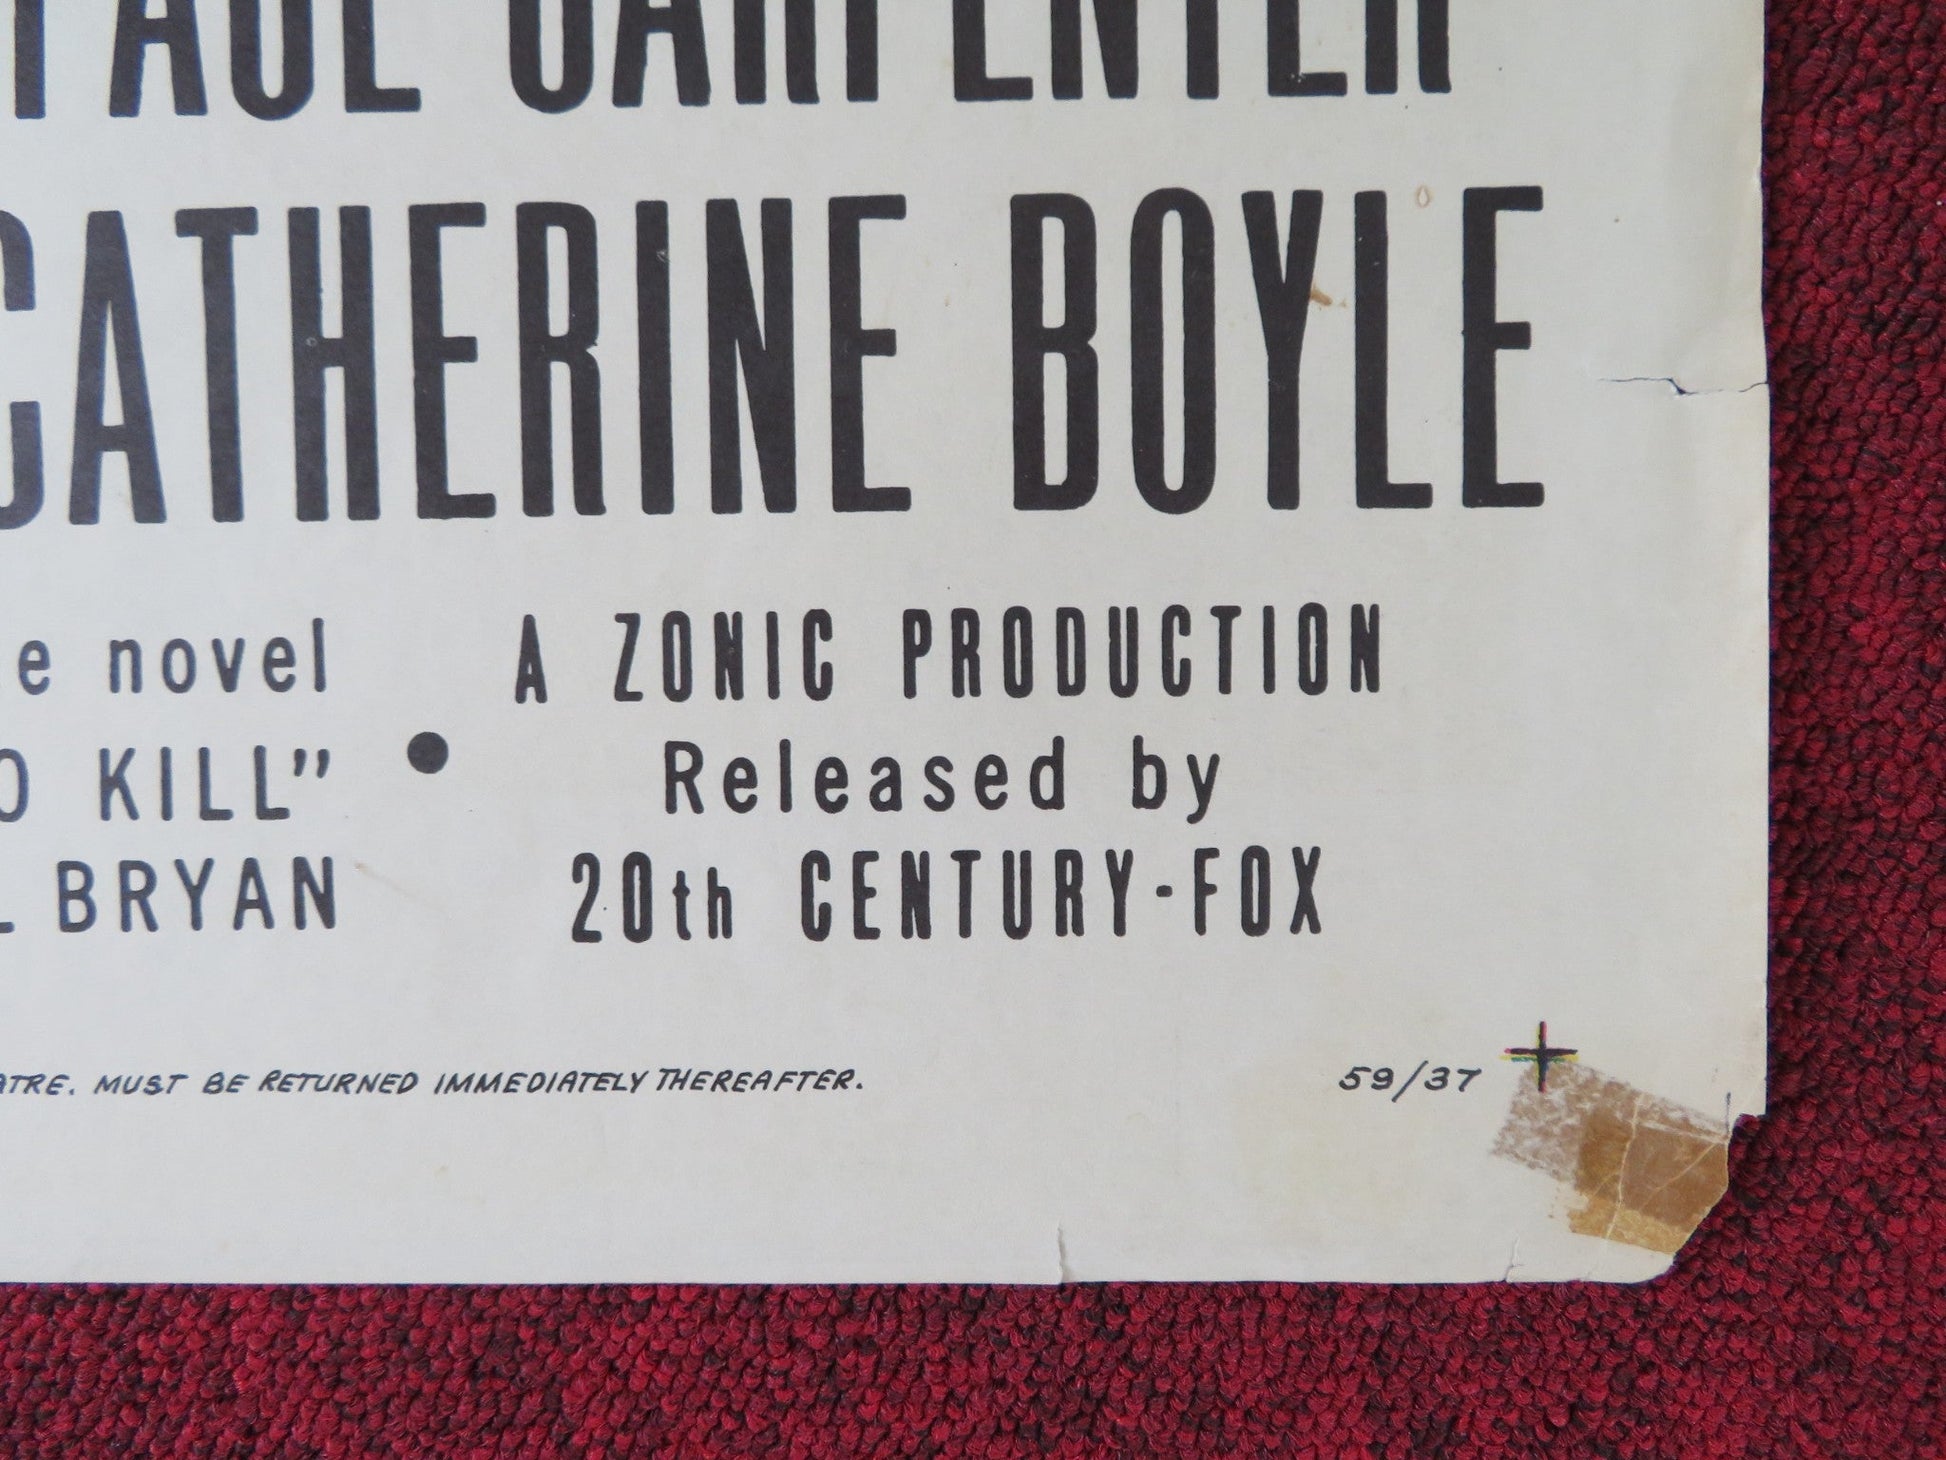 PAUL CARPENTER
CATHERINE BOYLE
novel
KILL"
BRYAN
●
A ZONIC PRODUCTION
Released by
20th CENTURY-FOX
MUST BE RETURNED IMMEDIATELY THEREAFTER.
59/37